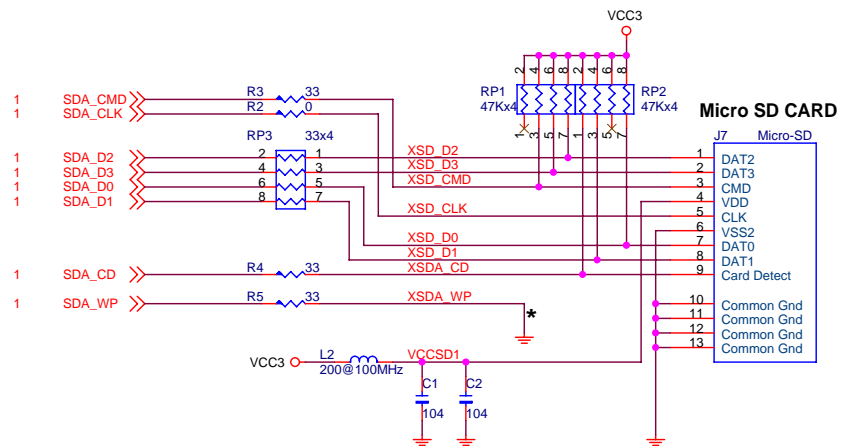 VCC3
2 4 6 8 2 4 6 8
RP1 RP2
47Kx4 47Kx4
1 3 5 7 1 3 5 7
Micro SD CARD
J7 Micro-SD
1 SDA_CMD R3 33
1 SDA_CLK R2 0
RP3 33x4
1 SDA_D2 2 1 XSD_D2 1 DAT2
1 SDA_D3 4 3 XSD_D3 2 DAT3
XSD_CMD 3 CMD
1 SDA_D0 6 5 4 VDD
1 SDA_D1 8 7 XSD_CLK 5 CLK
6 VSS2
XSD_D0 7 DAT0
XSD_D1 8 DAT1
1 SDA_CD R4 33 XSDA_CD 9 Card Detect
1 SDA_WP R5 33 XSDA_WP *
10 Common Gnd
11 Common Gnd
12 Common Gnd
13 Common Gnd
VCC3 L2 VCCSD1
200@100MHz
C1 C2
104 104